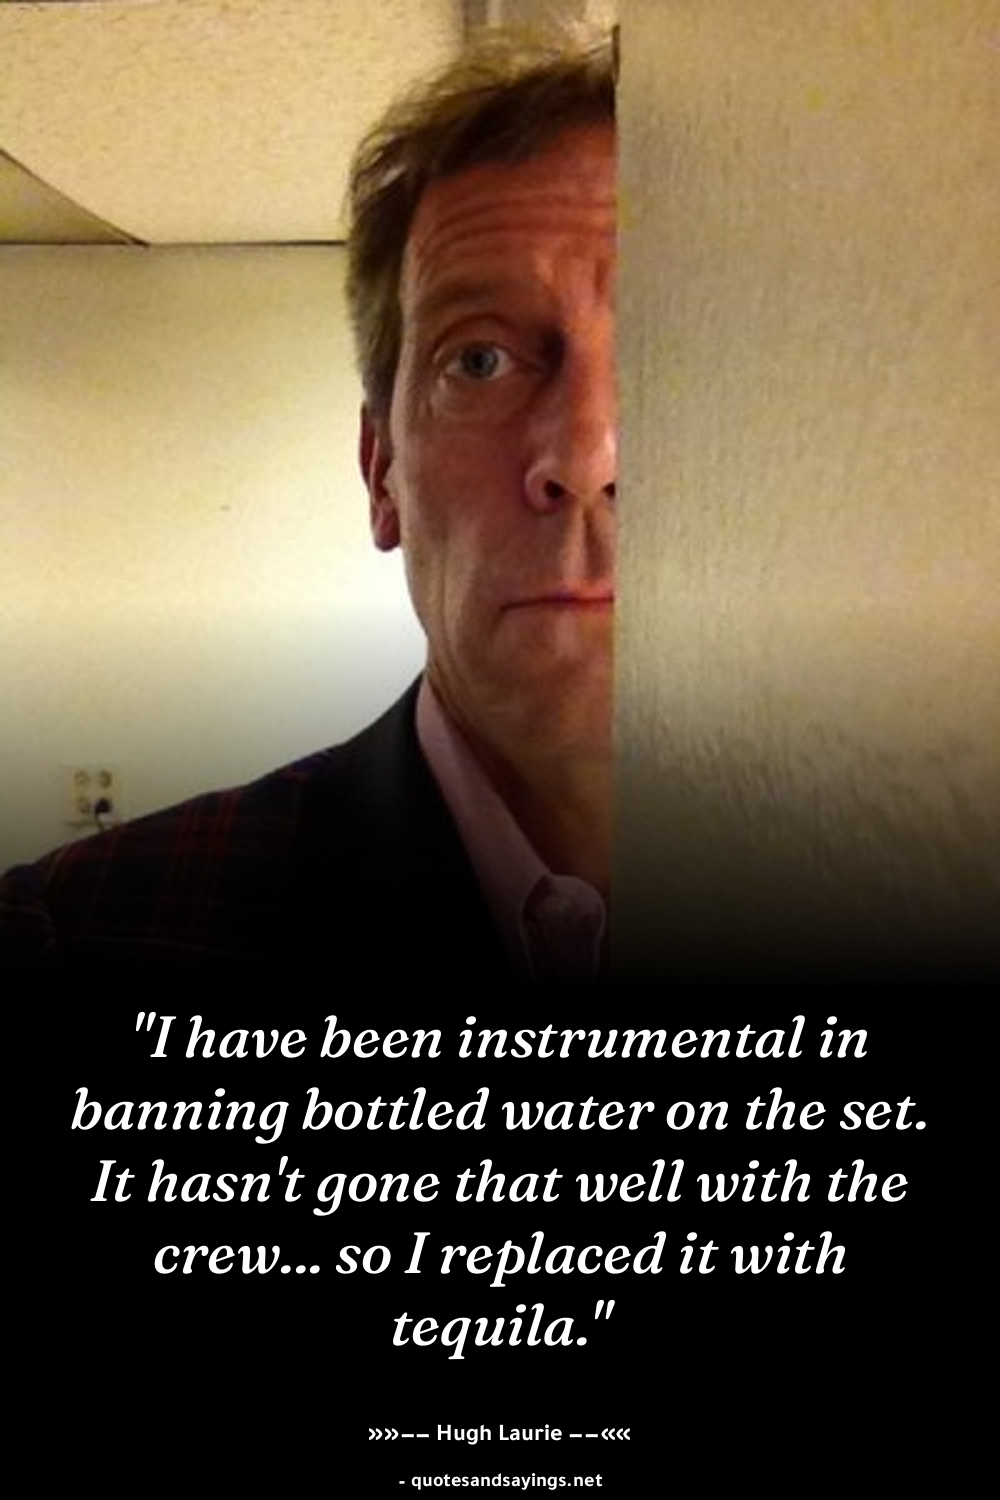 "I have been instrumental in
banning bottled water on the set.
It hasn't gone that well with the
crew... so I replaced it with
tequila."
»»–– Hugh Laurie ––««
- quotesandsayings.net